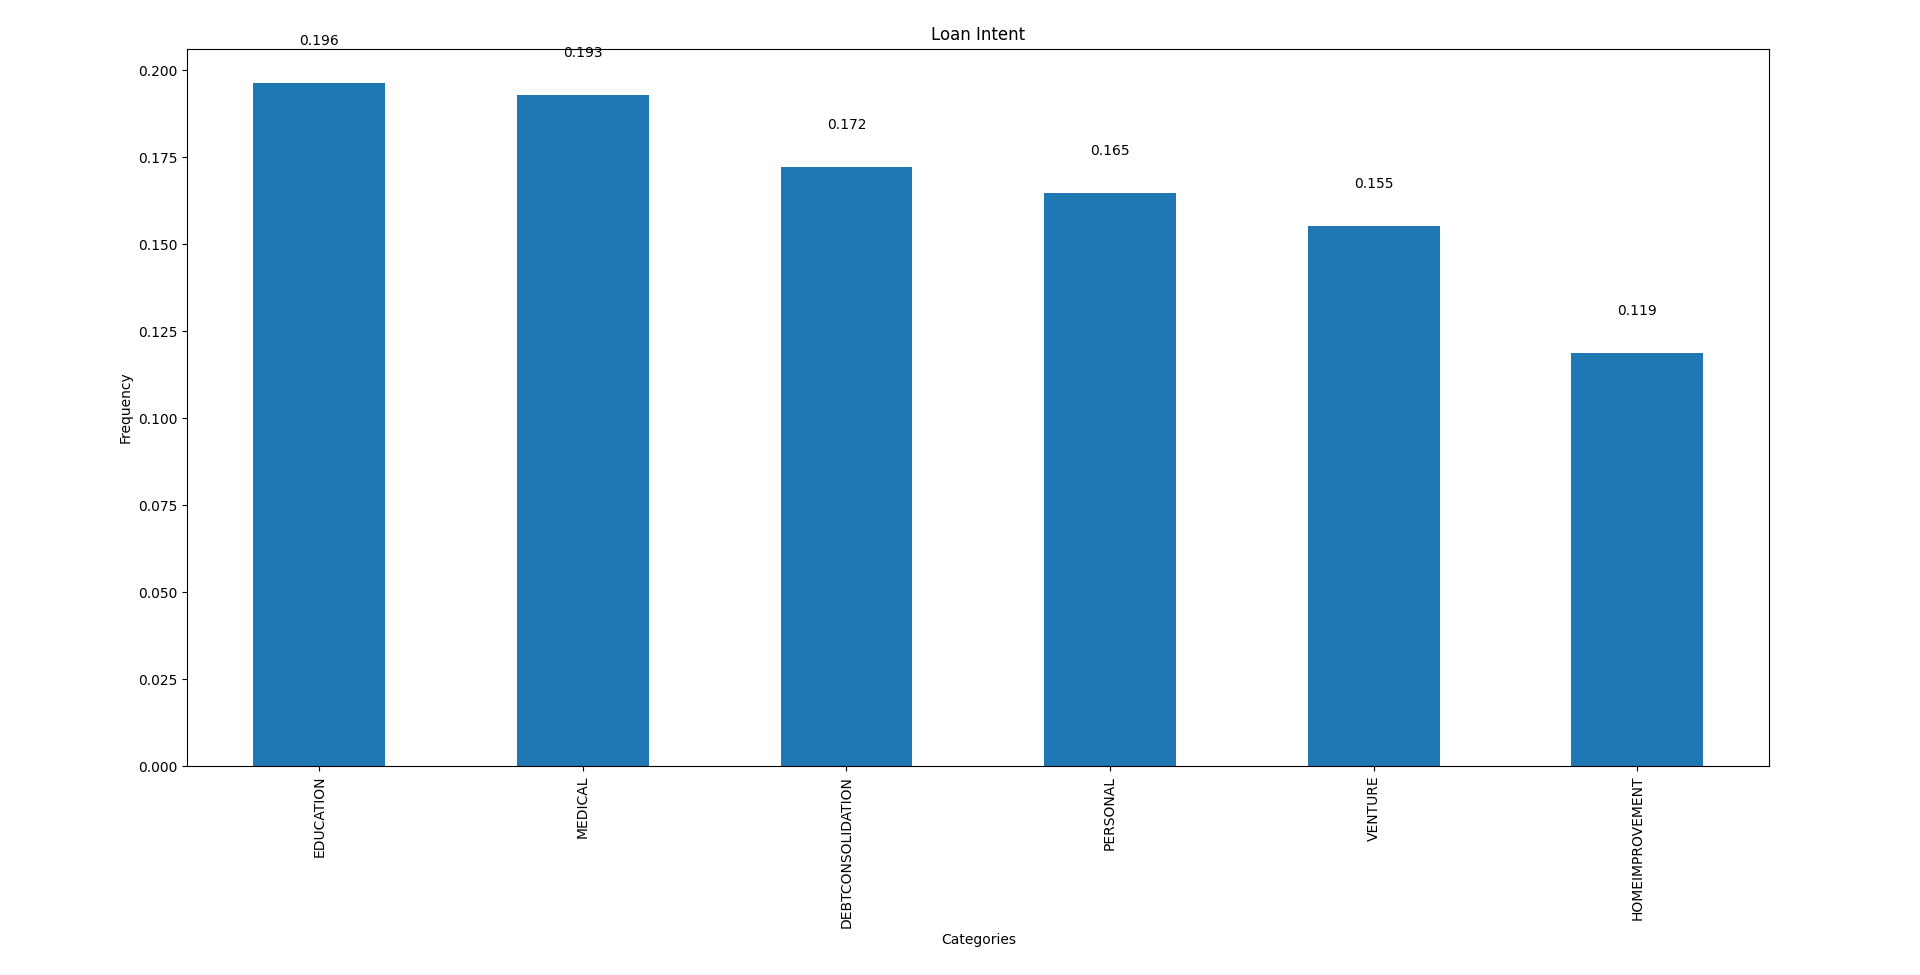 Loan Intent
0.196
0.193
0.172
0.165
0.155
0.119
0.200
0.175
0.150
0.125
0.100
0.075
0.050
0.025
0.000
Frequency
EDUCATION
MEDICAL
DEBTCONSOLIDATION
PERSONAL
VENTURE
HOMEIMPROVEMENT
Categories